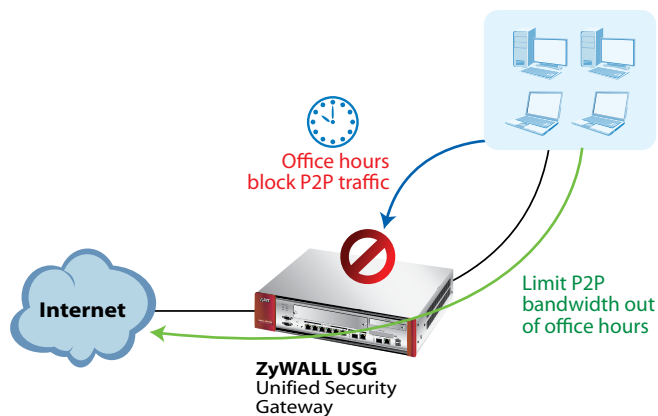 Office hours
block P2P traffic
Internet
Limit P2P
bandwidth out
of office hours
ZyWALL USG
Unified Security
Gateway